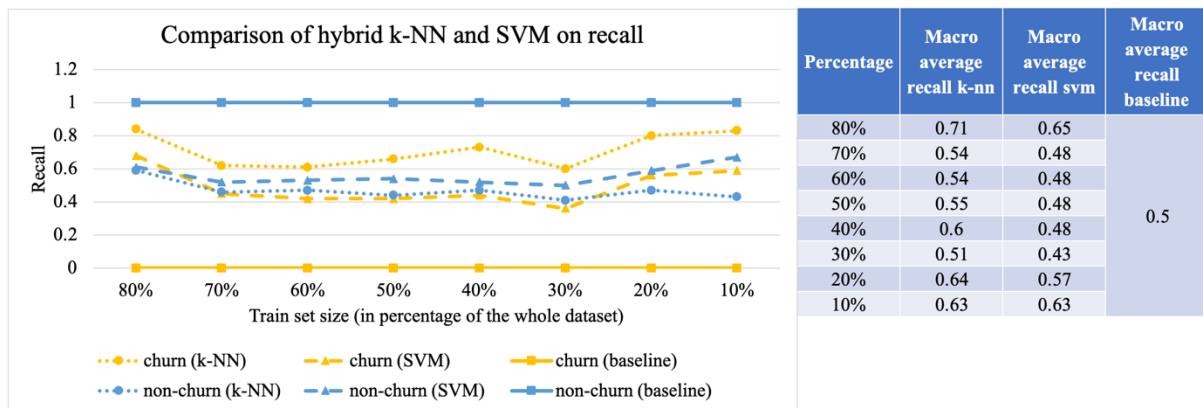 Comparison of hybrid k-NN and SVM on recall
1.2
1
0.8
0.6
0.4
0.2
0
Recall
80% 70% 60% 50% 40% 30% 20% 10%
Train set size (in percentage of the whole dataset)
churn (k-NN) churn (SVM) churn (baseline)
non-churn (k-NN) non-churn (SVM) non-churn (baseline)
Percentage Macro average recall k-nn Macro average recall svm Macro average recall baseline
80% 0.71 0.65
70% 0.54 0.48
60% 0.54 0.48
50% 0.55 0.48
0.5
40% 0.6 0.48
30% 0.51 0.43
20% 0.64 0.57
10% 0.63 0.63